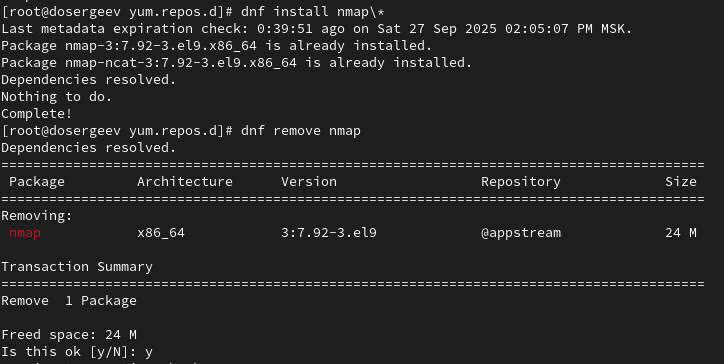 [root@dosergeev yum.repos.d]# dnf install nmap\*
Last metadata expiration check: 0:39:51 ago on Sat 27 Sep 2025 02:05:07 PM MSK.
Package nmap-3:7.92-3.el9.x86_64 is already installed.
Package nmap-ncat-3:7.92-3.el9.x86_64 is already installed.
Dependencies resolved.
Nothing to do.
Complete!
[root@dosergeev yum.repos.d]# dnf remove nmap
Dependencies resolved.
========================================================================================
Package Architecture Version Repository Size
========================================================================================
Removing:
nmap x86_64 3:7.92-3.el9 @appstream 24 M
Transaction Summary
========================================================================================
Remove 1 Package
Freed space: 24 M
Is this ok [y/N]: y